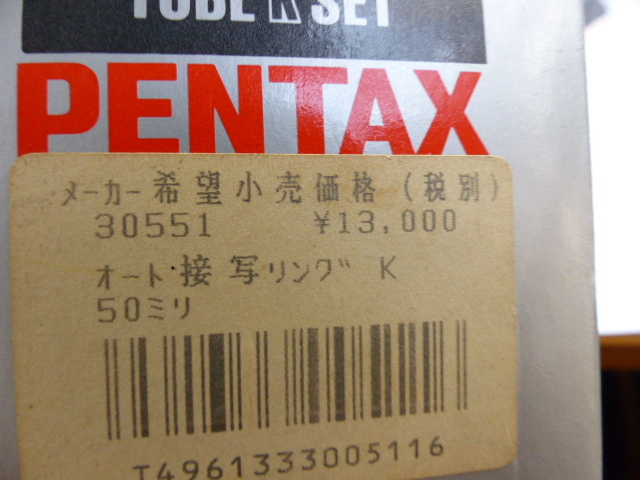 TUBE K SET
PENTAX
メーカー希望小売価格(税別)
30551 ¥13,000
オート接写リング K
50ミリ
T4961333005116